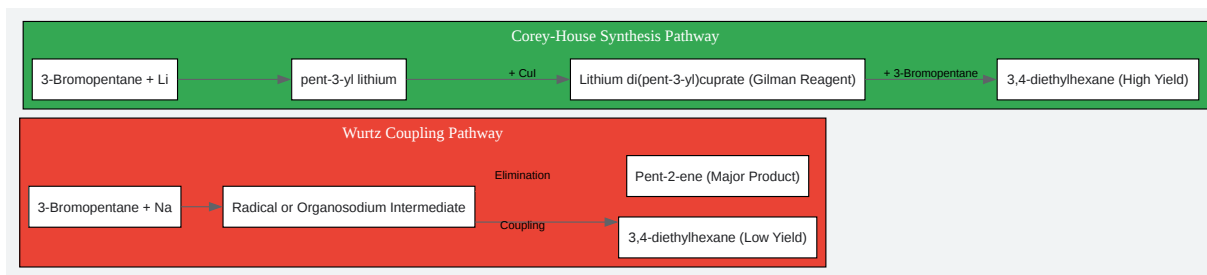 Corey-House Synthesis Pathway
3-Bromopentane + Li
pent-3-yl lithium
+ CuI
Lithium di(pent-3-yl)cuprate (Gilman Reagent)
+ 3-Bromopentane
3,4-diethylhexane (High Yield)
Wurtz Coupling Pathway
3-Bromopentane + Na
Radical or Organosodium Intermediate
Elimination
Pent-2-ene (Major Product)
Coupling
3,4-diethylhexane (Low Yield)